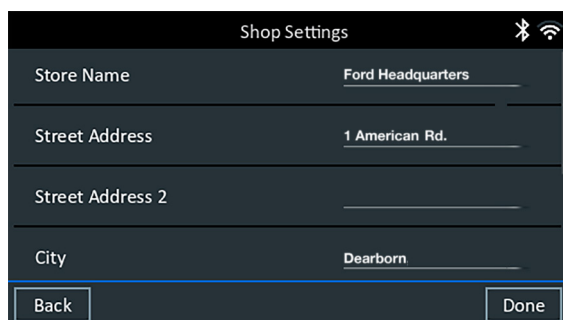 Shop Settings
Store Name Ford Headquarters
Street Address 1 American Rd.
Street Address 2
City Dearborn
Back Done